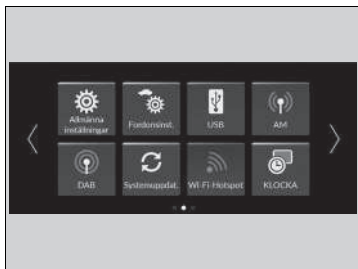 Allmänna
inställningar
Fordonsinst.
USB
AM
DAB
Systemuppdat.
Wi-Fi-Hotspot
KLOCKA